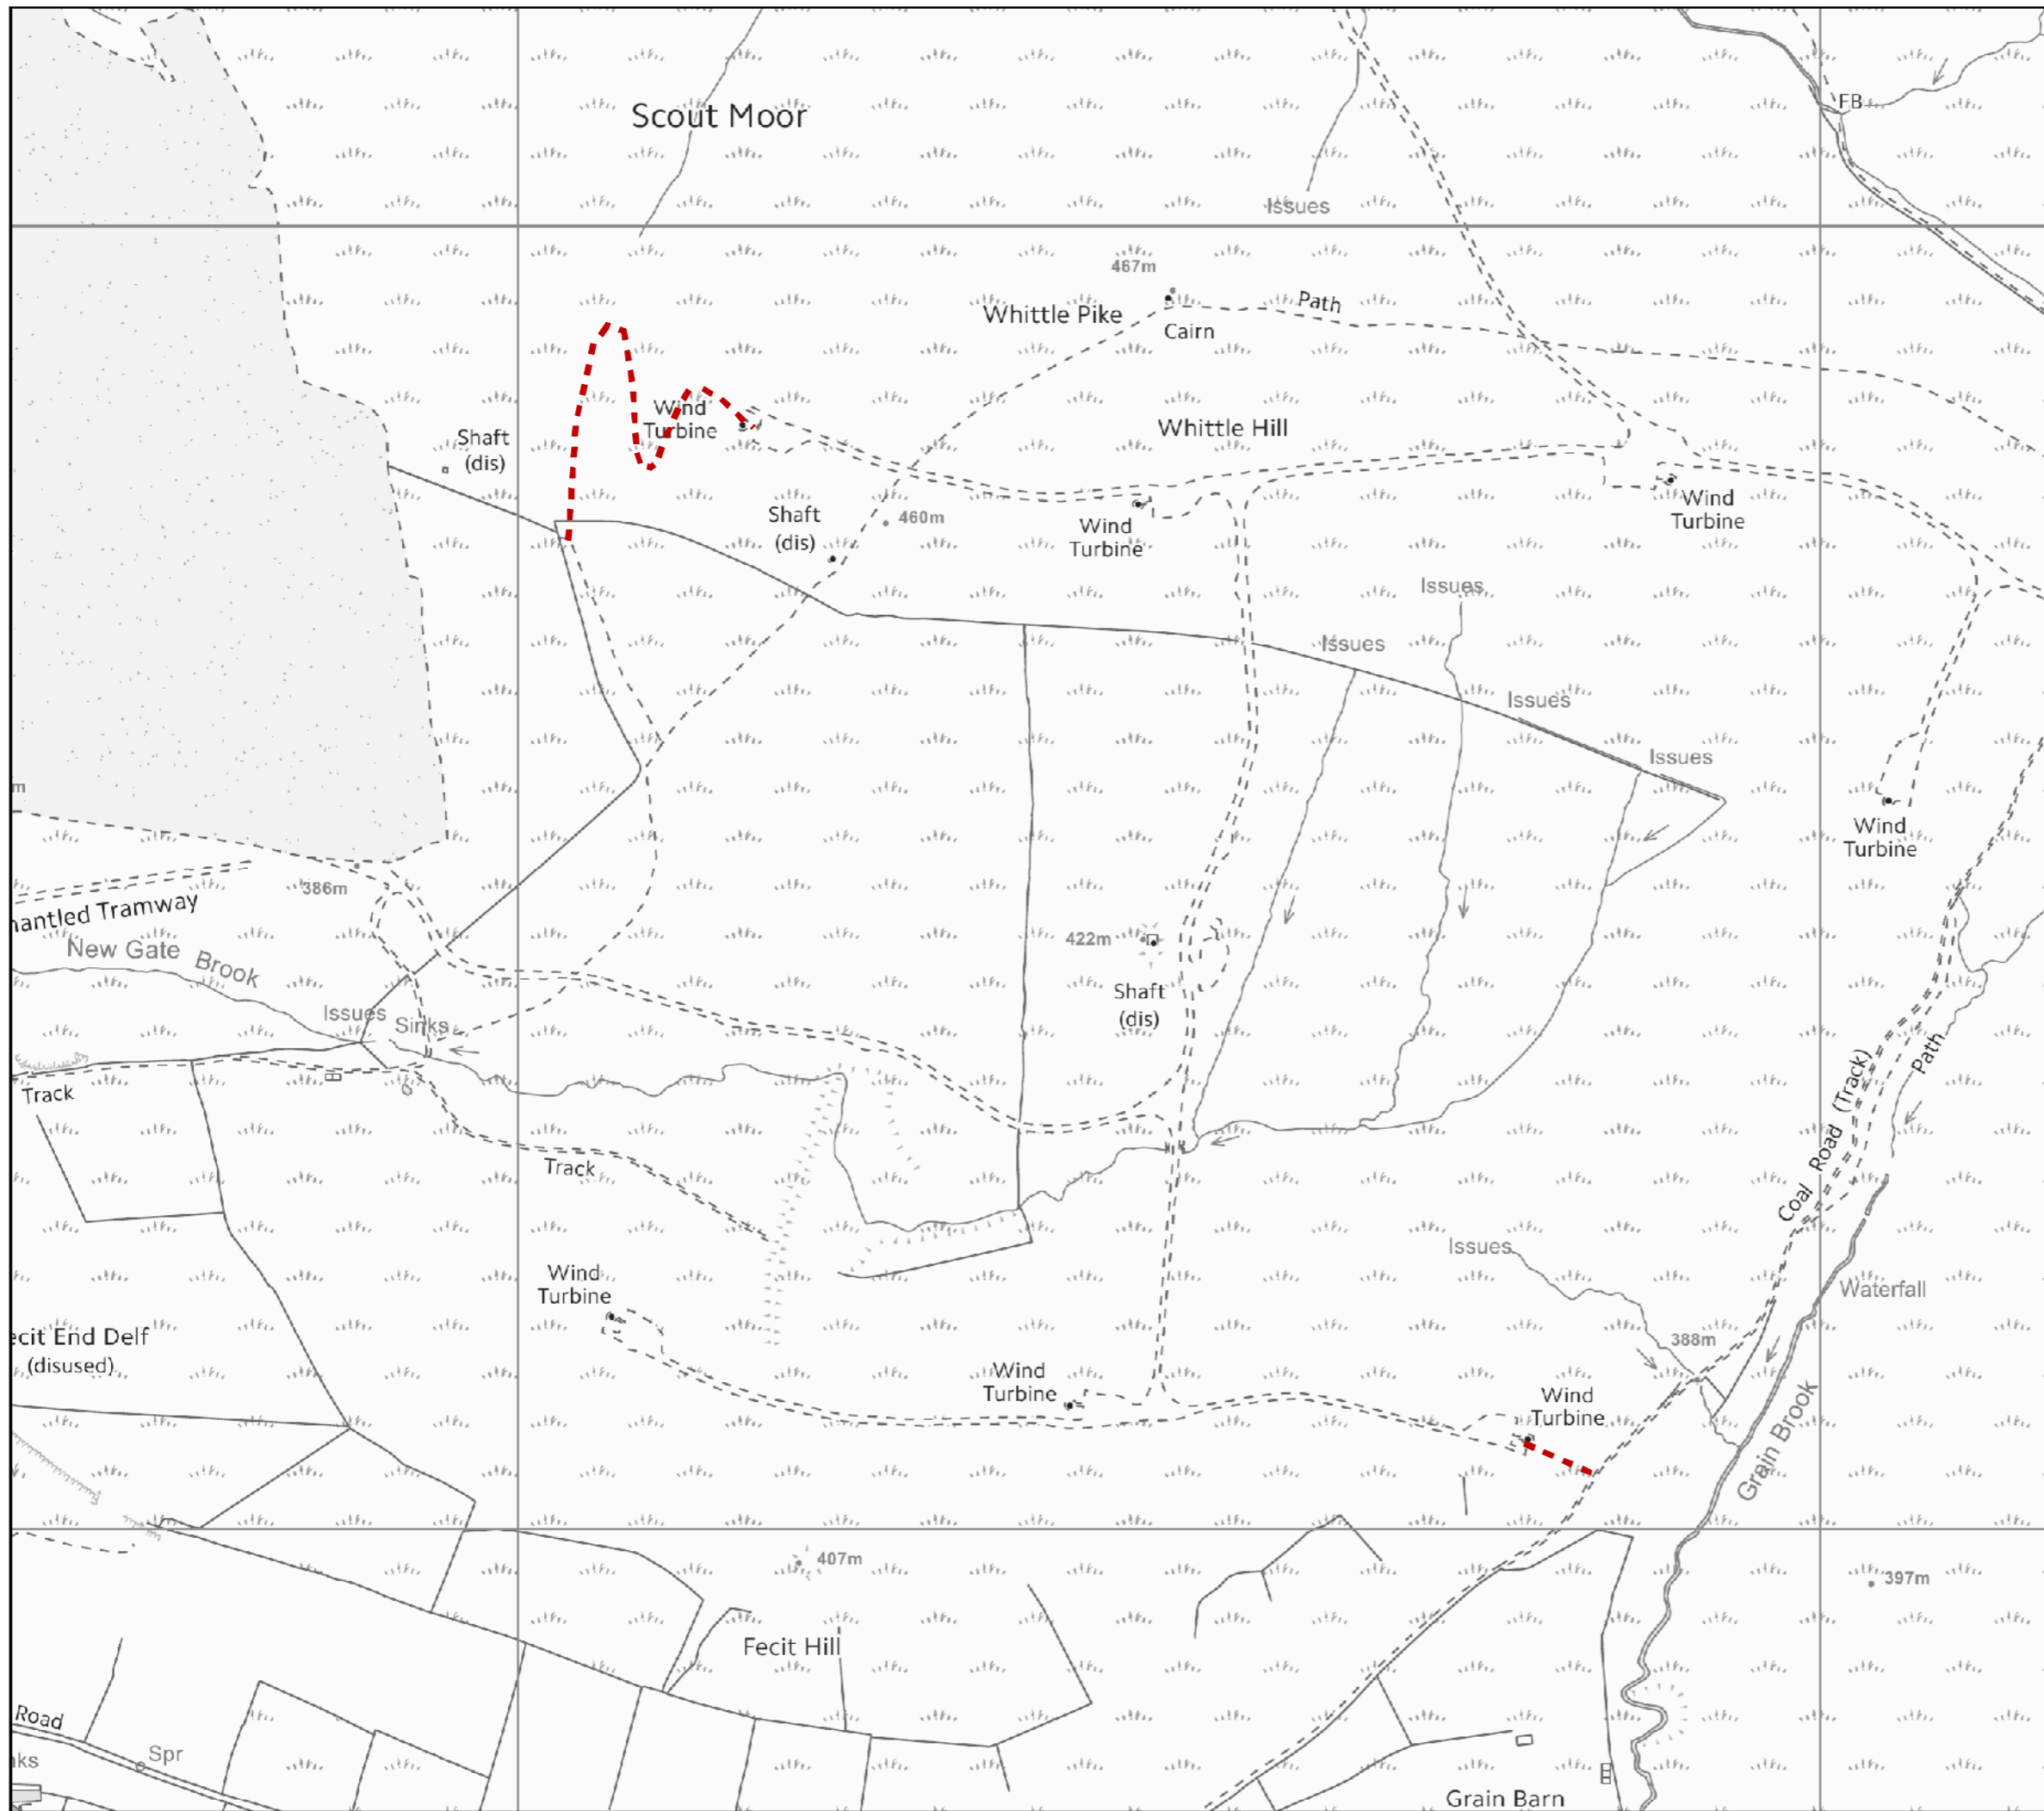 FB
Scout Moor
Issues
467m
Path
Whittle Pike
Cairn
Wind
Turbine
Whittle Hill
Shaft
(dis)
Shaft
(dis)
460m
Wind
Turbine
Wind
Turbine
Issues
Issues
Issues
Issues
m
Wind
Turbine
386m
nantled Tramway
New Gate Brook
422m
Shaft
(dis)
Issues
Sinks
Track
Path
Coal Road (Track)
Track
Issues
Waterfall
Wind
Turbine
388m
ecit End Delf
(disused)
Wind
Turbine
Wind
Turbine
Grain Brook
407m
397m
Fecit Hill
Road
Spr
nks
Grain Barn